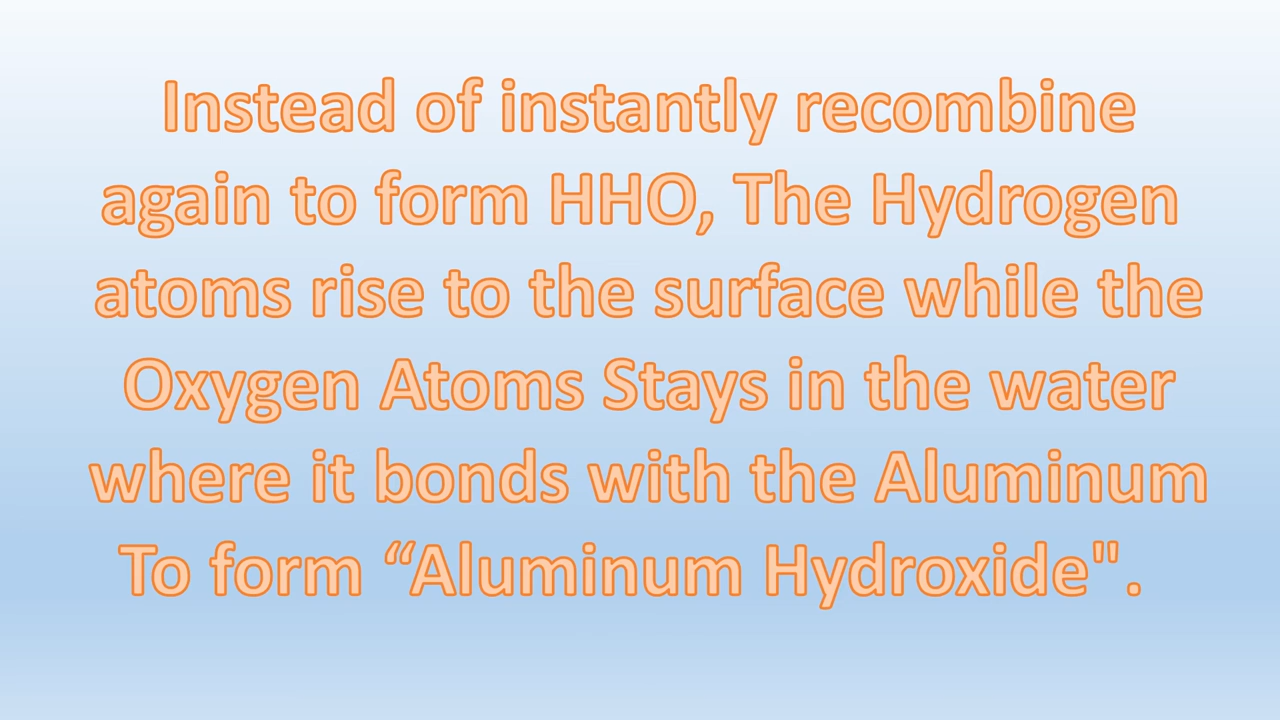 Instead of instantly recombine
again to form HHO, The Hydrogen
atoms rise to the surface while the
Oxygen Atoms Stays in the water
where it bonds with the Aluminum
To form “Aluminum Hydroxide".